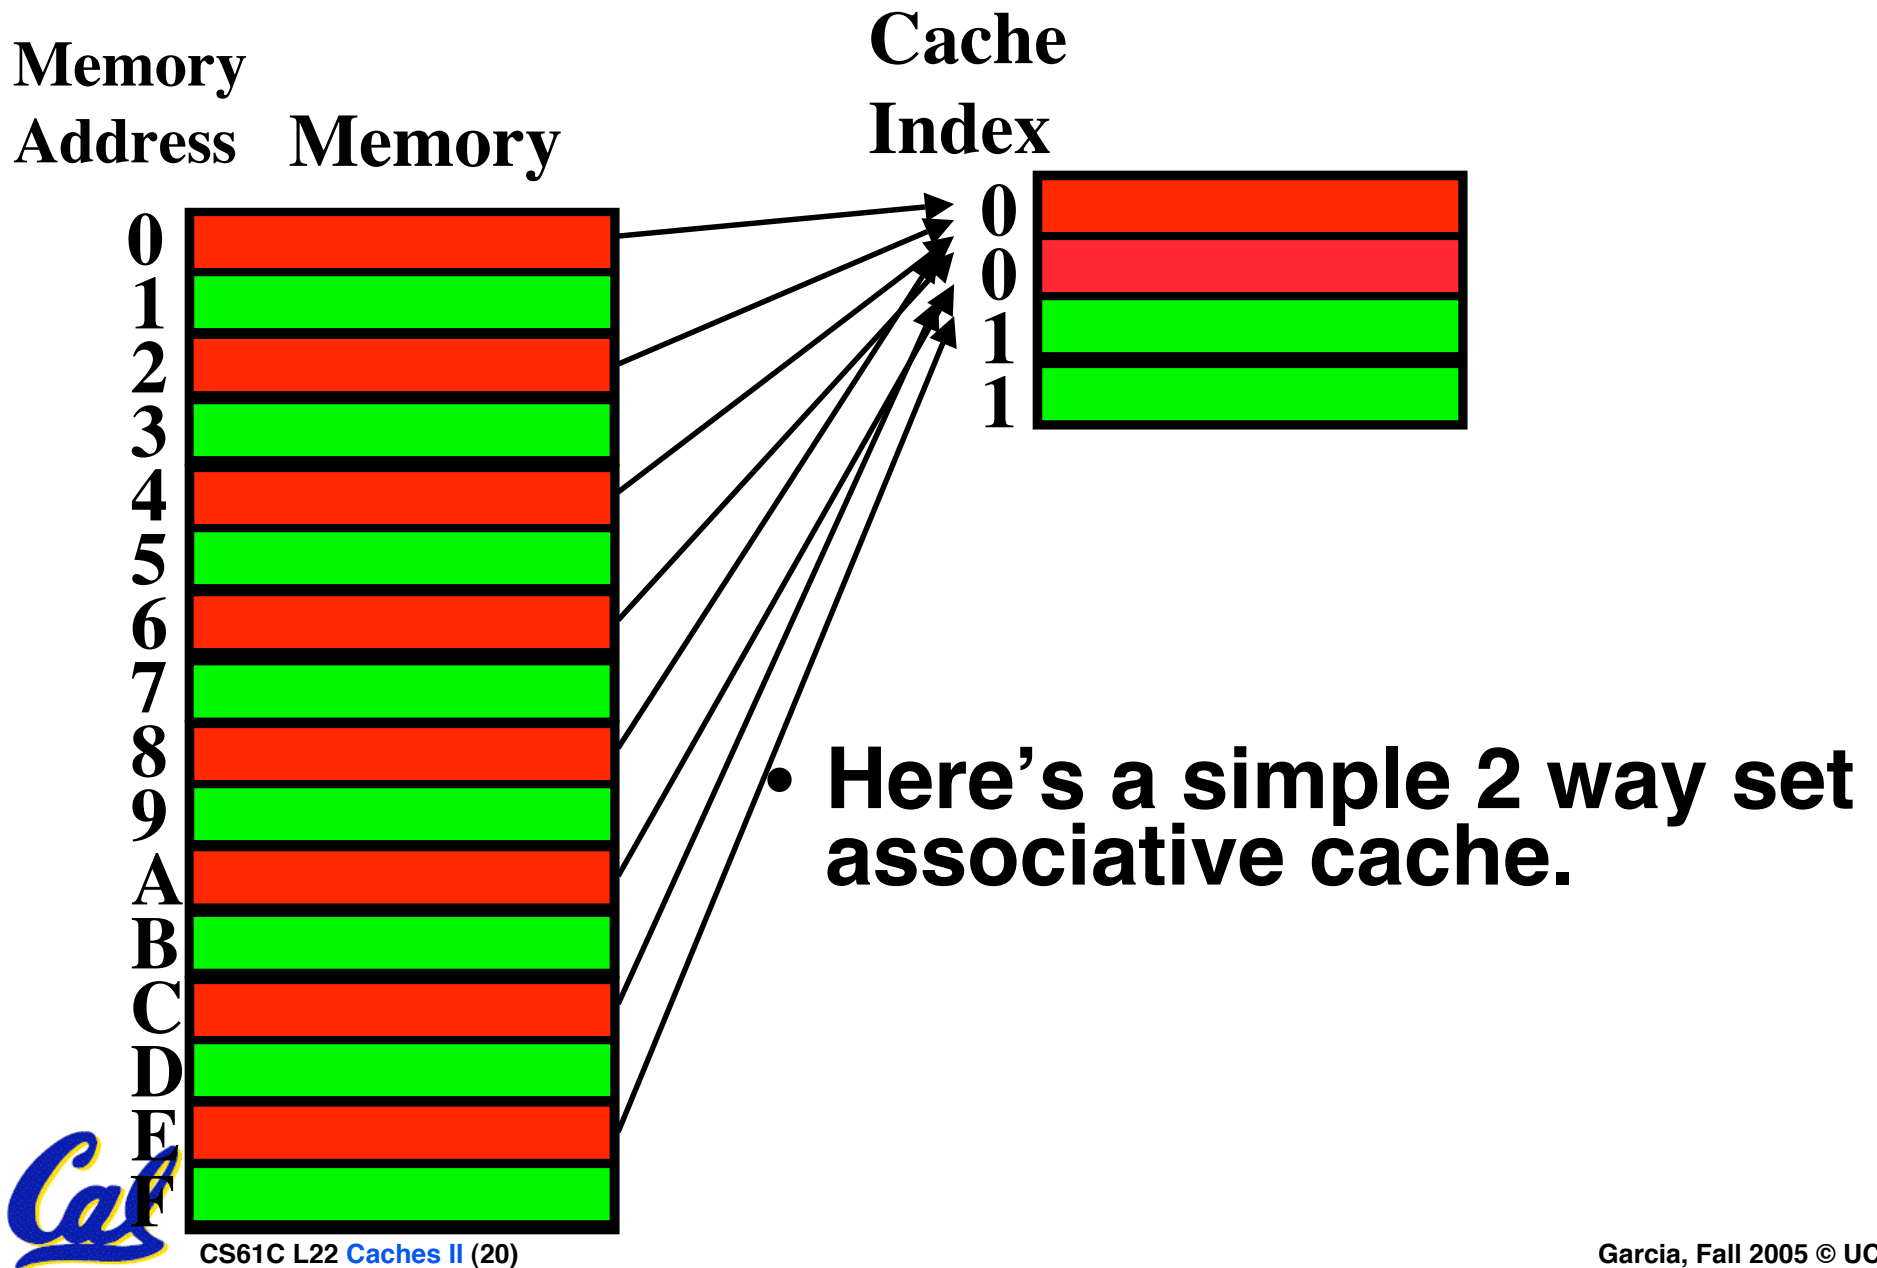 Memory
Address
Memory
Cache
Index
0
1
2
3
4
5
6
7
8
9
A
B
C
D
E
F
0
0
1
1
• Here’s a simple 2 way set
associative cache.
Cal
CS61C L22 Caches II (20)
Garcia, Fall 2005 © UC